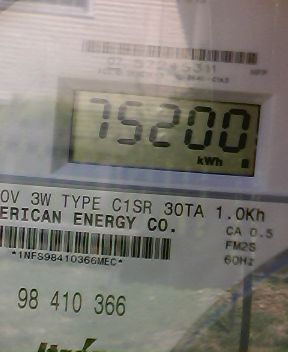 75200
kWh
0V 3W TYPE C1SR 30TA 1.0Kh
ERICAN ENERGY CO.
CA 0.5
FM2S
60Hz
*1NFS98410366MEC*
98 410 366